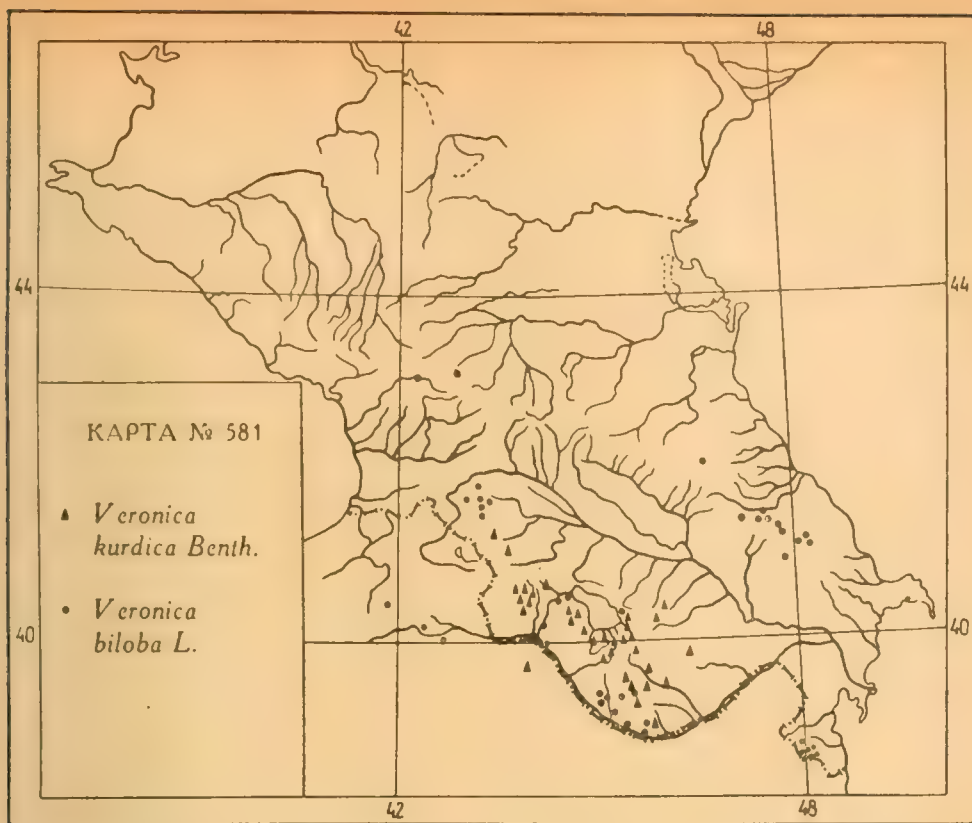 42 48
44 44
КАРТА № 581
Veronica
kurdica Benth.
Veronica
biloba L.
40 40
42 48